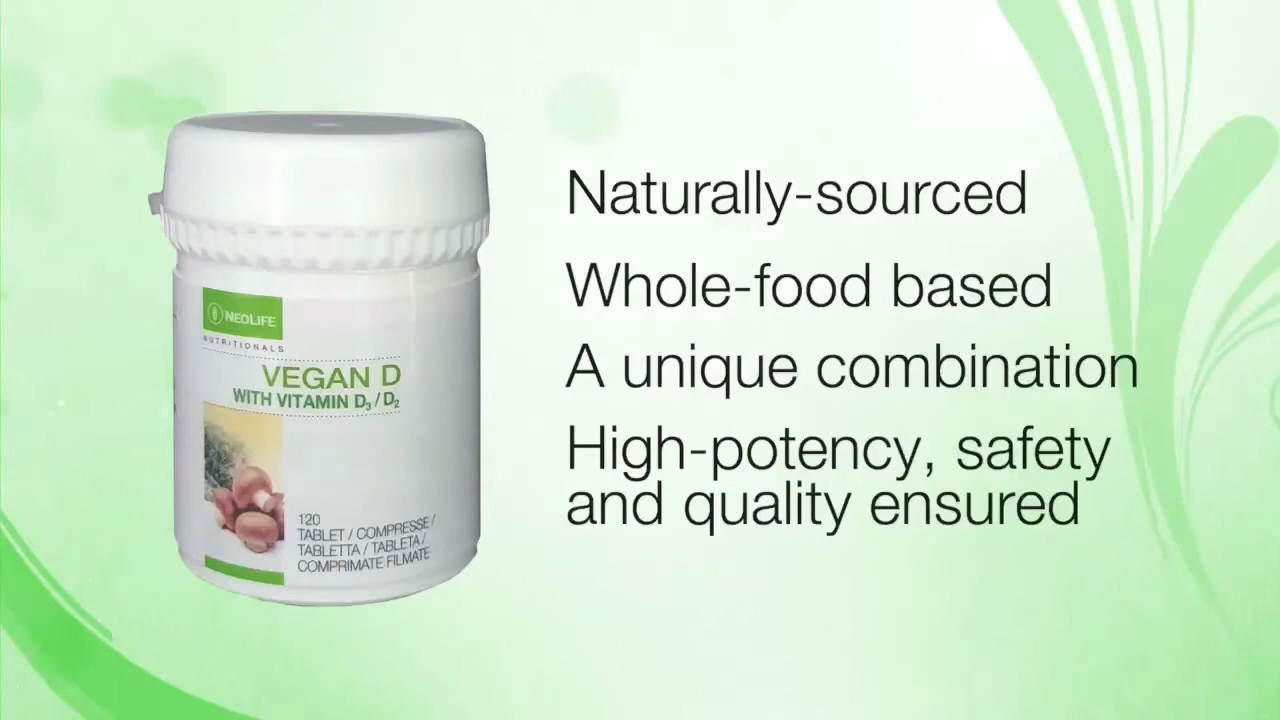 NEOLIFE
NUTRITIONALS
VEGAN D
WITH VITAMIN D₃ / D₂
120
TABLET / COMPRESSE /
TABLETTA / TABLETA /
COMPRIMATE FILMATE
Naturally-sourced
Whole-food based
A unique combination
High-potency, safety
and quality ensured